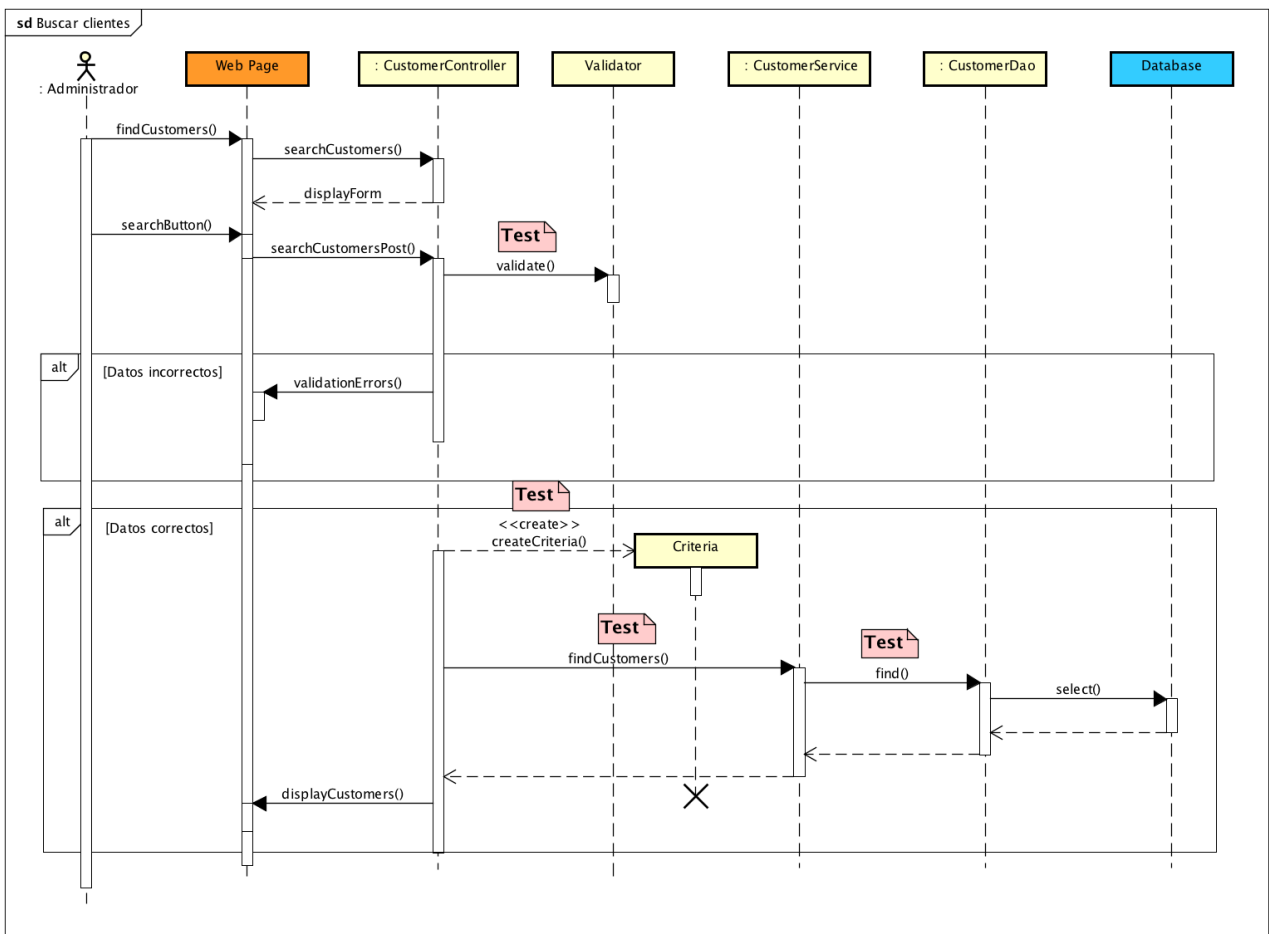 sd Buscar clientes
: Administrador
Web Page
: CustomerController
Validator
: CustomerService
: CustomerDao
Database
findCustomers()
searchCustomers()
displayForm
searchButton()
Test
searchCustomersPost()
validate()
alt
[Datos incorrectos]
validationErrors()
Test
alt
[Datos correctos]
<<create>>
createCriteria()
Criteria
Test
Test
findCustomers()
find()
select()
displayCustomers()